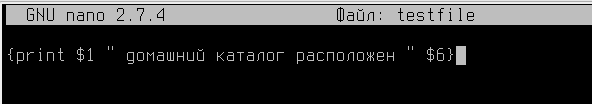 GNU nano 2.7.4 Файл: testfile
{print $1 " домашний каталог расположен " $6}